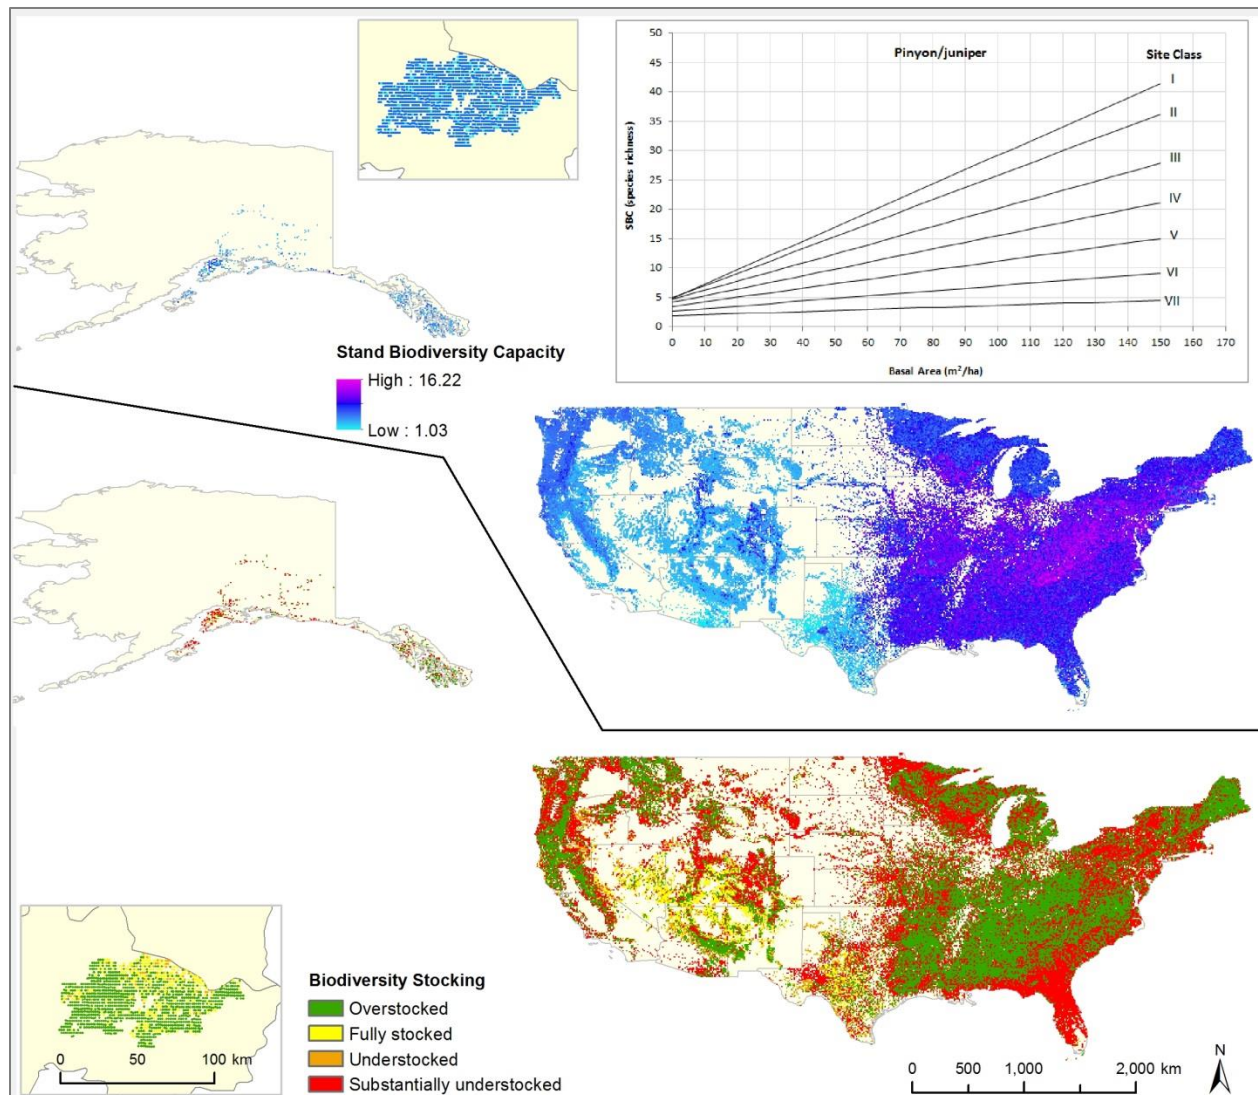 50
45
40
35
30
25
20
15
10
5
0
SBC (species richness)
Pinyon/juniper
Site Class
I
II
III
IV
V
VI
VII
0 10 20 30 40 50 60 70 80 90 100 110 120 130 140 150 160 170
Basal Area (m²/ha)
Stand Biodiversity Capacity
High : 16.22
Low : 1.03
0 50 100 km
Biodiversity Stocking
Overstocked
Fully stocked
Understocked
Substantially understocked
0 500 1,000 2,000 km
N